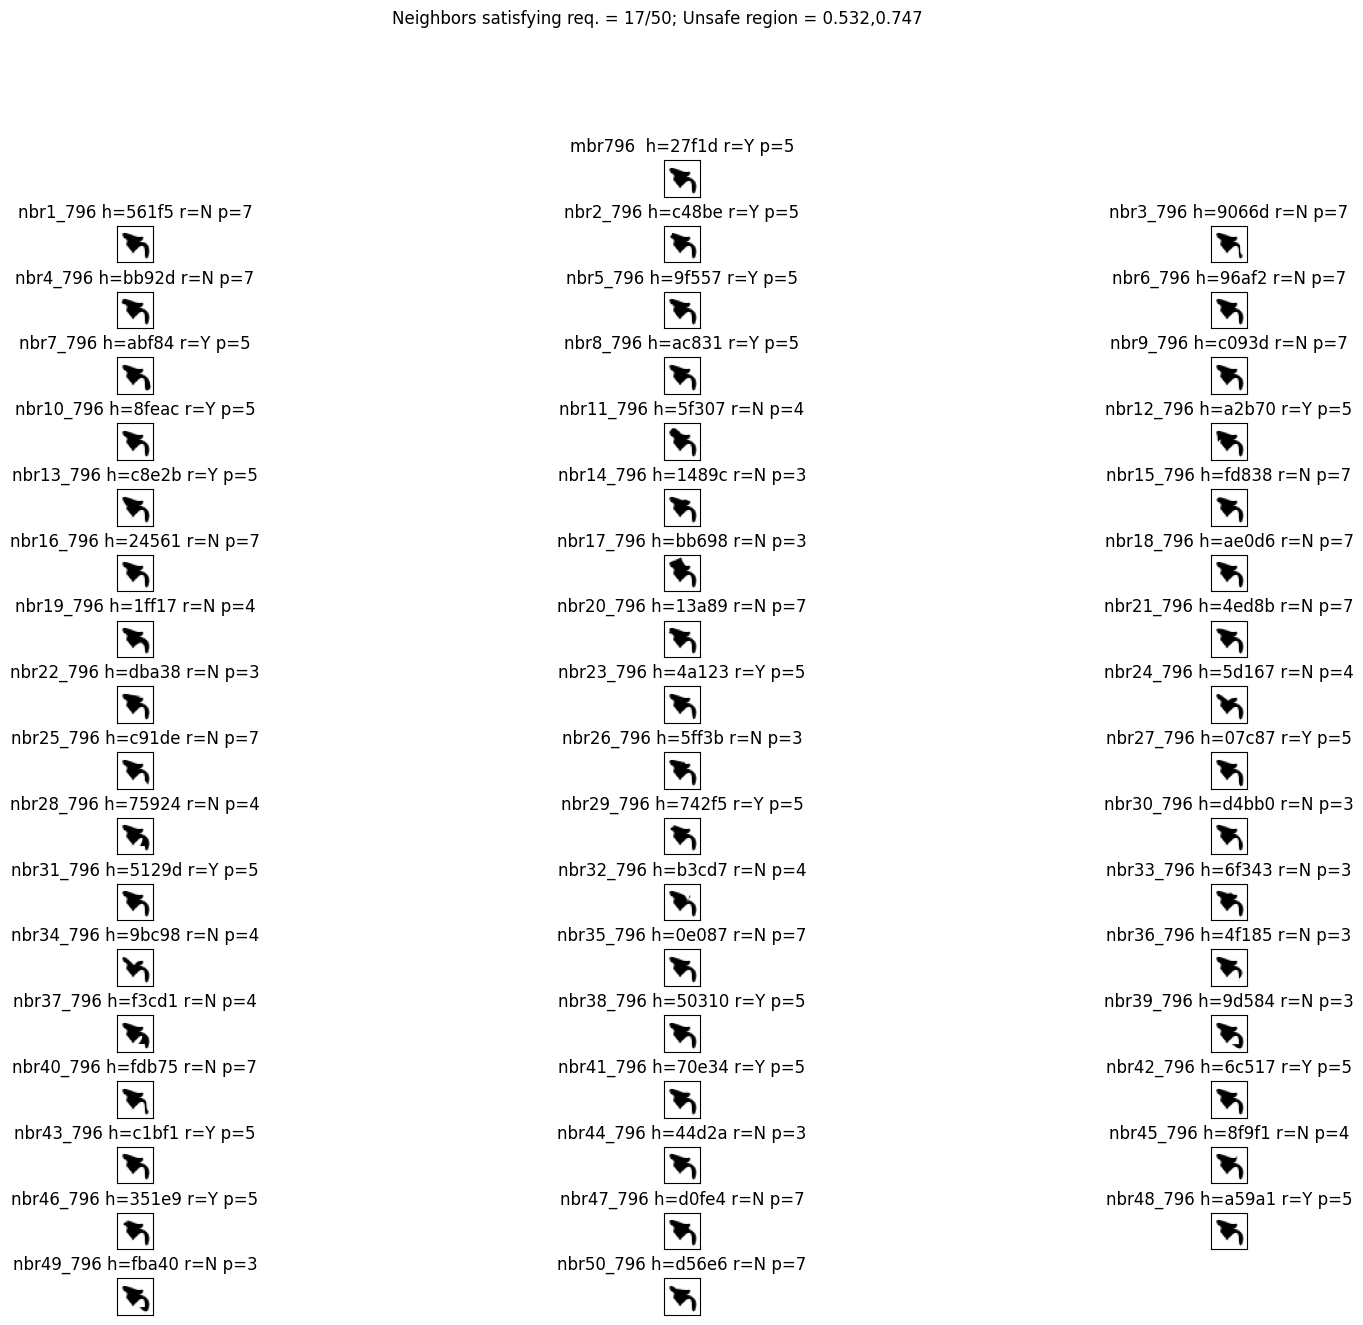 Neighbors satisfying req. = 17/50; Unsafe region = 0.532,0.747
mbr796  h=27f1d r=Y p=5
nbr1_796 h=561f5 r=N p=7
nbr2_796 h=c48be r=Y p=5
nbr3_796 h=9066d r=N p=7
nbr4_796 h=bb92d r=N p=7
nbr5_796 h=9f557 r=Y p=5
nbr6_796 h=96af2 r=N p=7
nbr7_796 h=abf84 r=Y p=5
nbr8_796 h=ac831 r=Y p=5
nbr9_796 h=c093d r=N p=7
nbr10_796 h=8feac r=Y p=5
nbr11_796 h=5f307 r=N p=4
nbr12_796 h=a2b70 r=Y p=5
nbr13_796 h=c8e2b r=Y p=5
nbr14_796 h=1489c r=N p=3
nbr15_796 h=fd838 r=N p=7
nbr16_796 h=24561 r=N p=7
nbr17_796 h=bb698 r=N p=3
nbr18_796 h=ae0d6 r=N p=7
nbr19_796 h=1ff17 r=N p=4
nbr20_796 h=13a89 r=N p=7
nbr21_796 h=4ed8b r=N p=7
nbr22_796 h=dba38 r=N p=3
nbr23_796 h=4a123 r=Y p=5
nbr24_796 h=5d167 r=N p=4
nbr25_796 h=c91de r=N p=7
nbr26_796 h=5ff3b r=N p=3
nbr27_796 h=07c87 r=Y p=5
nbr28_796 h=75924 r=N p=4
nbr29_796 h=742f5 r=Y p=5
nbr30_796 h=d4bb0 r=N p=3
nbr31_796 h=5129d r=Y p=5
nbr32_796 h=b3cd7 r=N p=4
nbr33_796 h=6f343 r=N p=3
nbr34_796 h=9bc98 r=N p=4
nbr35_796 h=0e087 r=N p=7
nbr36_796 h=4f185 r=N p=3
nbr37_796 h=f3cd1 r=N p=4
nbr38_796 h=50310 r=Y p=5
nbr39_796 h=9d584 r=N p=3
nbr40_796 h=fdb75 r=N p=7
nbr41_796 h=70e34 r=Y p=5
nbr42_796 h=6c517 r=Y p=5
nbr43_796 h=c1bf1 r=Y p=5
nbr44_796 h=44d2a r=N p=3
nbr45_796 h=8f9f1 r=N p=4
nbr46_796 h=351e9 r=Y p=5
nbr47_796 h=d0fe4 r=N p=7
nbr48_796 h=a59a1 r=Y p=5
nbr49_796 h=fba40 r=N p=3
nbr50_796 h=d56e6 r=N p=7